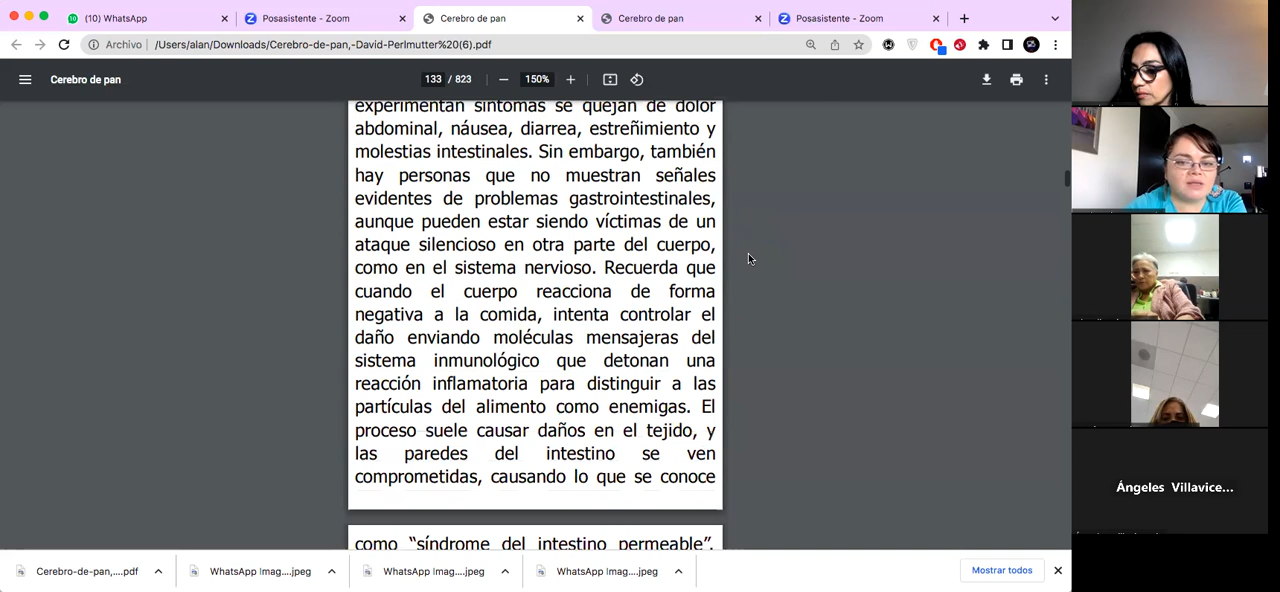 (10) WhatsApp
Posasistente - Zoom
Cerebro de pan
Cerebro de pan
Posasistente - Zoom
Archivo
/Users/alan/Downloads/Cerebro-de-pan,-David-Perlmutter%20(6).pdf
Cerebro de pan
133 / 823
150%
experimentan síntomas se quejan de dolor
abdominal, náusea, diarrea, estreñimiento y
molestias intestinales. Sin embargo, también
hay personas que no muestran señales
evidentes de problemas gastrointestinales,
aunque pueden estar siendo víctimas de un
ataque silencioso en otra parte del cuerpo,
como en el sistema nervioso. Recuerda que
cuando el cuerpo reacciona de forma
negativa a la comida, intenta controlar el
daño enviando moléculas mensajeras del
sistema inmunológico que detonan una
reacción inflamatoria para distinguir a las
partículas del alimento como enemigas. El
proceso suele causar daños en el tejido, y
las paredes del intestino se ven
comprometidas, causando lo que se conoce
como “síndrome del intestino permeable”.
Ángeles Villavice...
Cerebro-de-pan,....pdf
WhatsApp Imag....jpeg
WhatsApp Imag....jpeg
WhatsApp Imag....jpeg
Mostrar todos